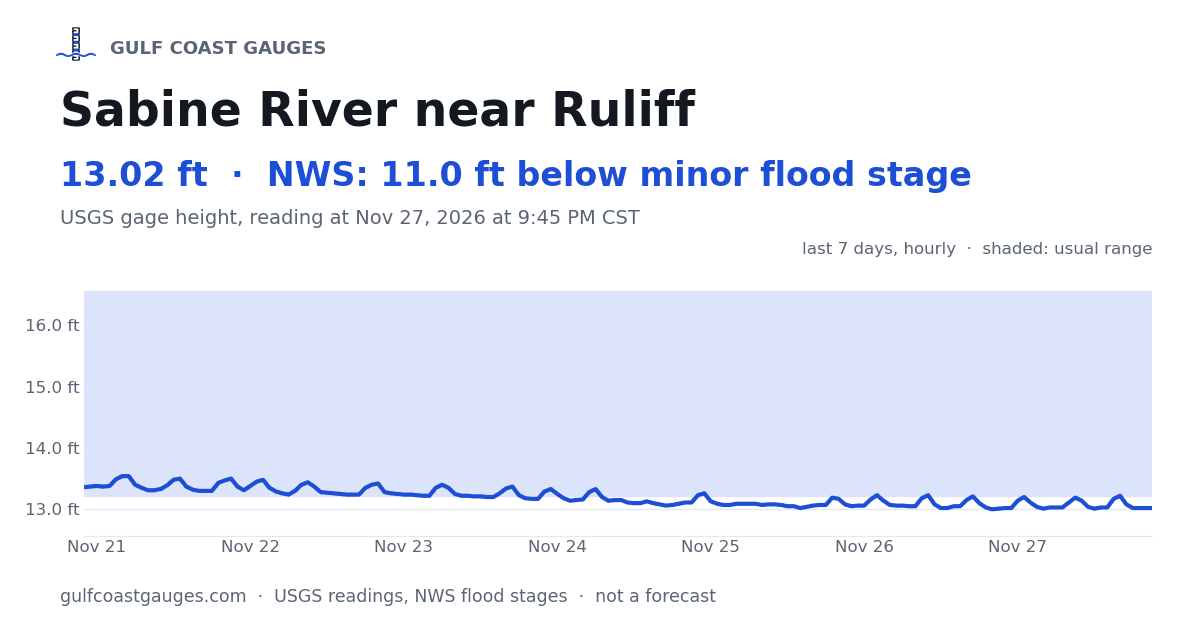 GULF COAST GAUGES
Sabine River near Ruliff
13.02 ft · NWS: 11.0 ft below minor flood stage
USGS gage height, reading at Nov 27, 2026 at 9:45 PM CST
last 7 days, hourly · shaded: usual range
16.0 ft
15.0 ft
14.0 ft
13.0 ft
Nov 21 Nov 22 Nov 23 Nov 24 Nov 25 Nov 26 Nov 27
gulfcoastgauges.com · USGS readings, NWS flood stages · not a forecast